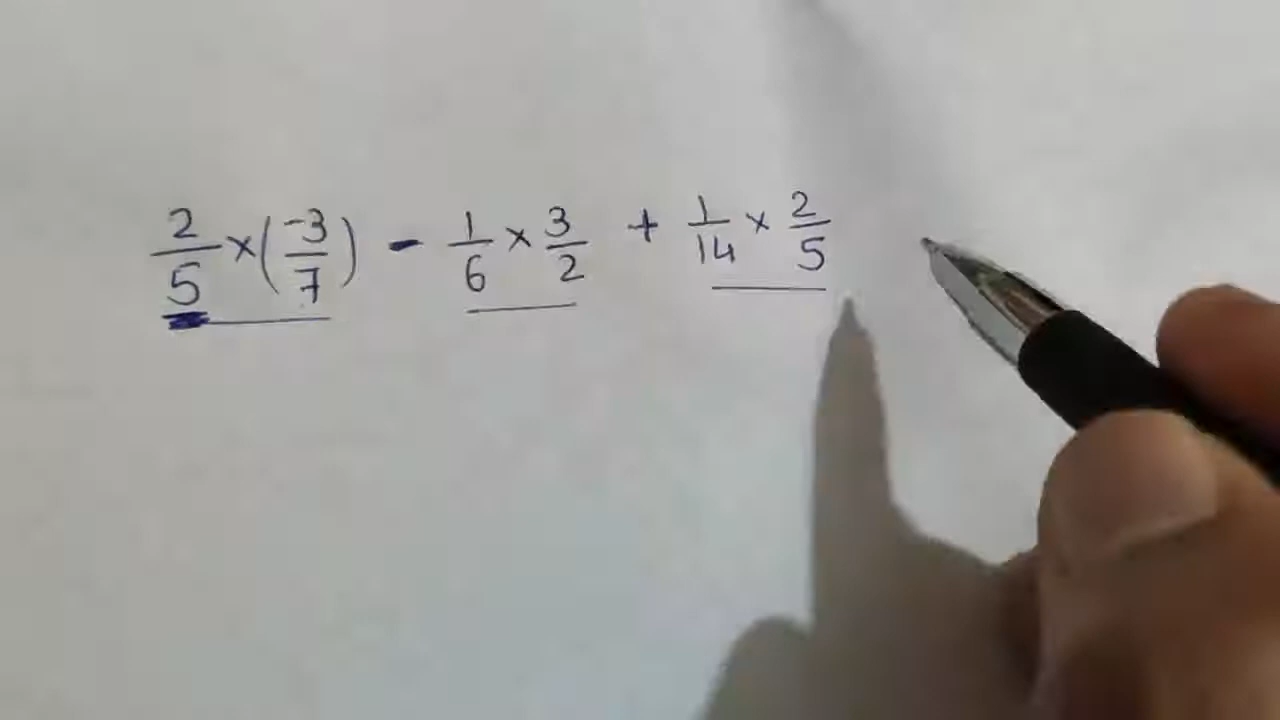 2/5 × (-3/7) - 1/6 × 3/2 + 1/14 × 2/5